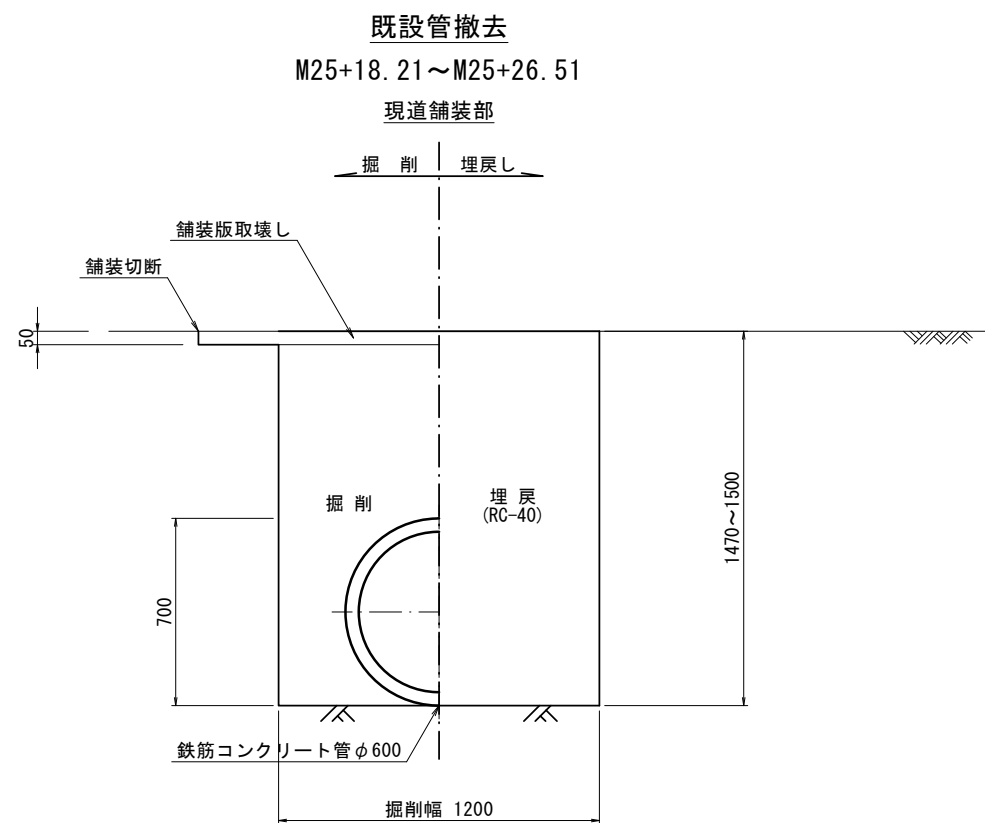 既設管撤去
M25+18.21～M25+26.51
現道舗装部
掘 削 埋戻し
舗装版取壊し
舗装切断
50
掘 削
埋 戻
(RC-40)
1470～1500
700
鉄筋コンクリート管φ600
掘削幅 1200